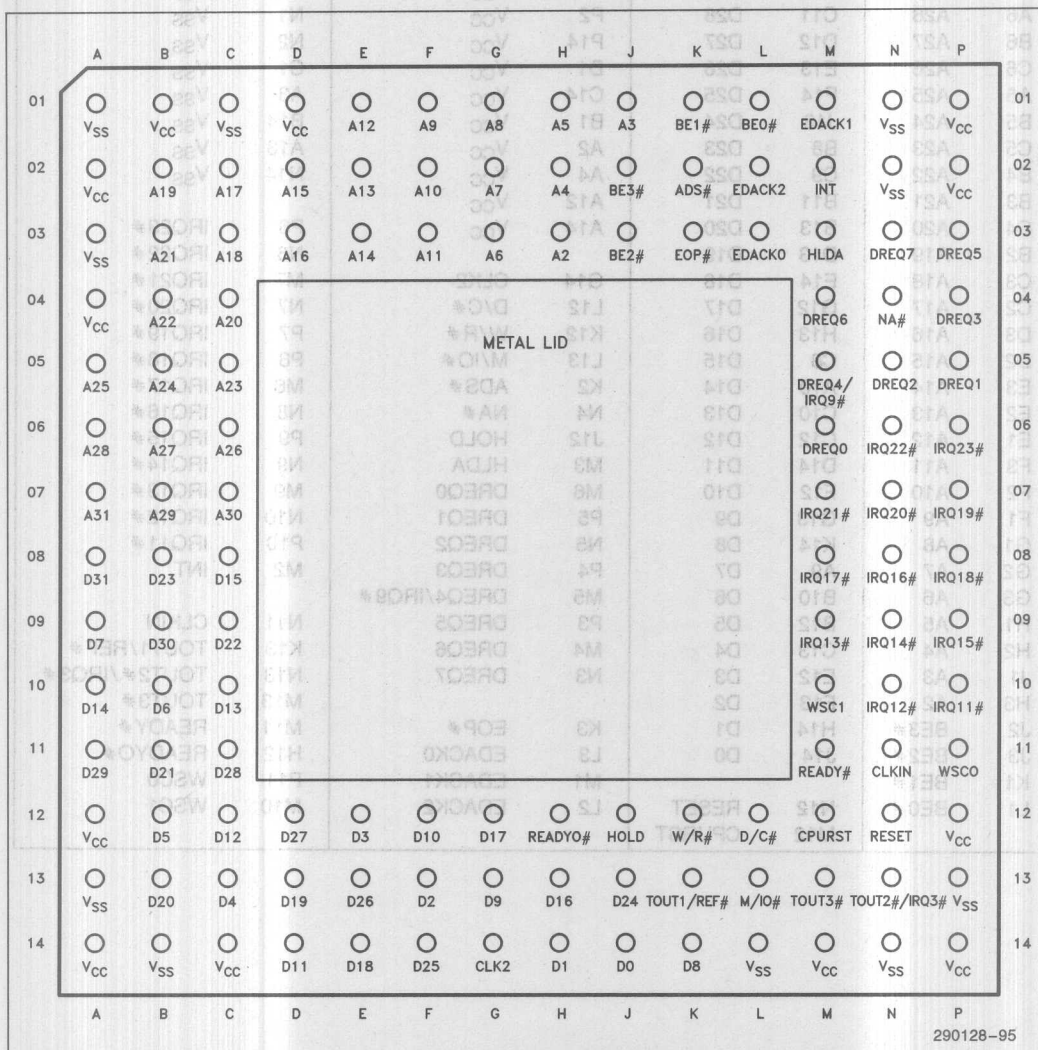 A B C D E F G H J K L M N P
01 01
VSS VCC VSS VCC A12 A9 A8 A5 A3 BE1# BE0# EDACK1 VSS VCC
02 02
VCC A19 A17 A15 A13 A10 A7 A4 BE3# ADS# EDACK2 INT VSS VCC
03 03
VSS A21 A18 A16 A14 A11 A6 A2 BE2# EOP# EDACK0 HLDA DREQ7 DREQ5
04 04
VCC A22 A20 DREQ6 NA# DREQ3
METAL LID
05 05
A25 A24 A23 DREQ4/ DREQ2 DREQ1
IRQ9#
06 06
A28 A27 A26 DREQ0 IRQ22# IRQ23#
07 07
A31 A29 A30 IRQ21# IRQ20# IRQ19#
08 08
D31 D23 D15 IRQ17# IRQ16# IRQ18#
09 09
D7 D30 D22 IRQ13# IRQ14# IRQ15#
10 10
D14 D6 D13 WSC1 IRQ12# IRQ11#
11 11
D29 D21 D28 READY# CLKIN WSC0
12 12
VCC D5 D12 D27 D3 D10 D17 READYO# HOLD W/R# D/C# CPURST RESET VCC
13 13
VSS D20 D4 D19 D26 D2 D9 D16 D24 TOUT1/REF# M/IO# TOUT3# TOUT2#/IRQ3# VSS
14 14
VCC VSS VCC D11 D18 D25 CLK2 D1 D0 D8 VSS VCC VSS VCC
A B C D E F G H J K L M N P
290128-95